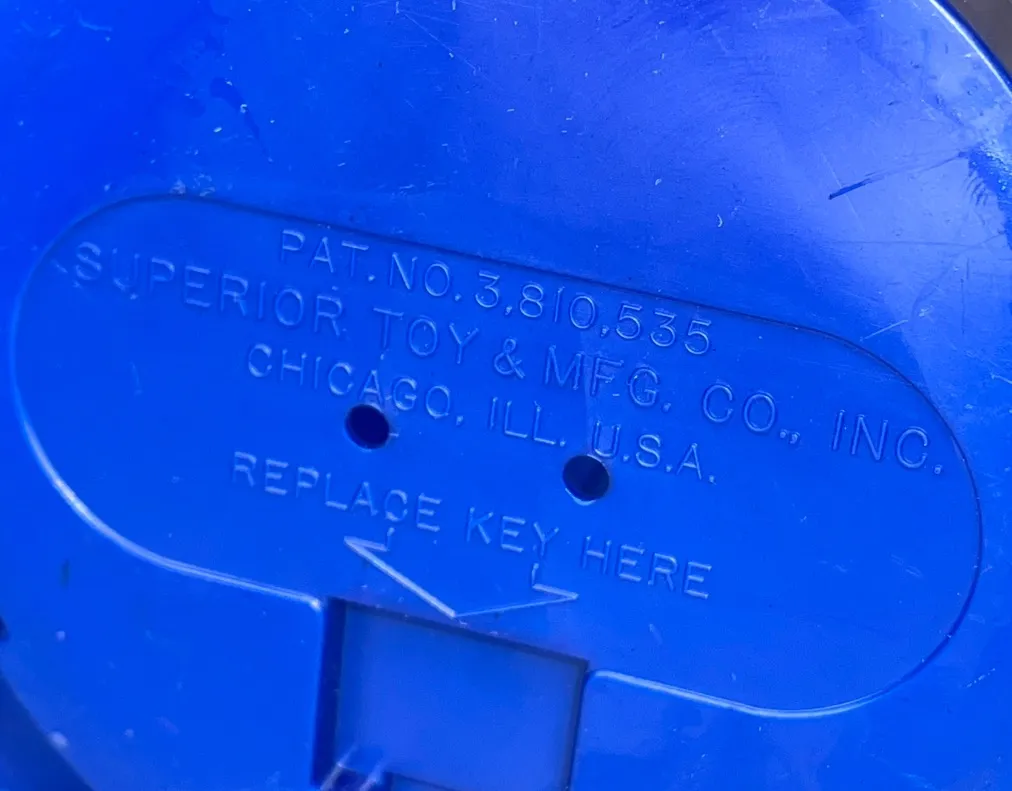 PAT. NO. 3,810,535
SUPERIOR TOY & MFG. CO., INC.
CHICAGO, ILL. U.S.A.
REPLACE KEY HERE